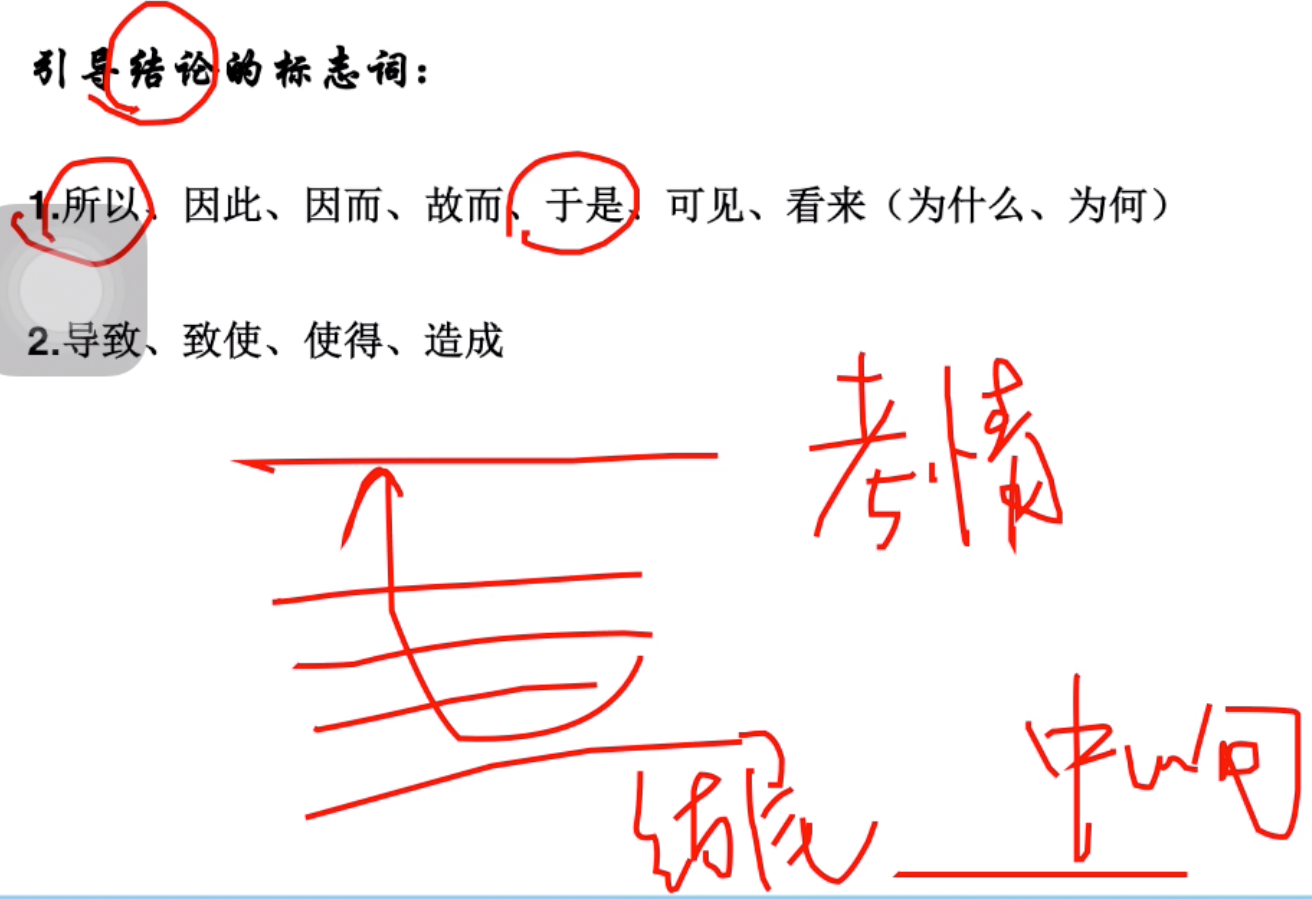 引导结论的标志词：
1.所以、因此、因而、故而、于是、可见、看来（为什么、为何）
2.导致、致使、使得、造成
考情
中心句